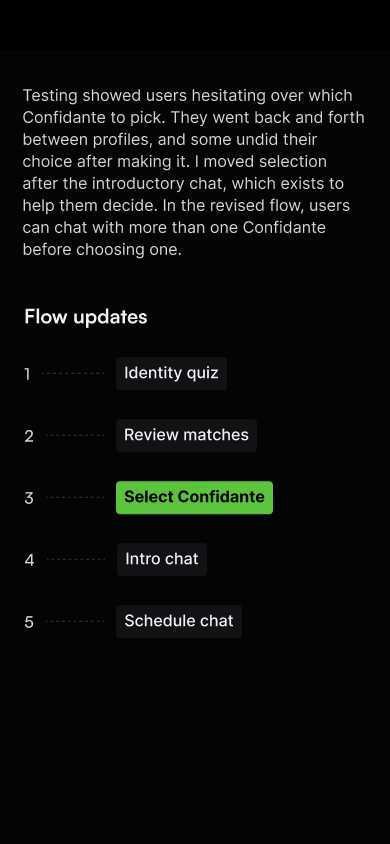 Testing showed users hesitating over which
Confidante to pick. They went back and forth
between profiles, and some undid their
choice after making it. I moved selection
after the introductory chat, which exists to
help them decide. In the revised flow, users
can chat with more than one Confidante
before choosing one.
Flow updates
1 Identity quiz
2 Review matches
3 Select Confidante
4 Intro chat
5 Schedule chat